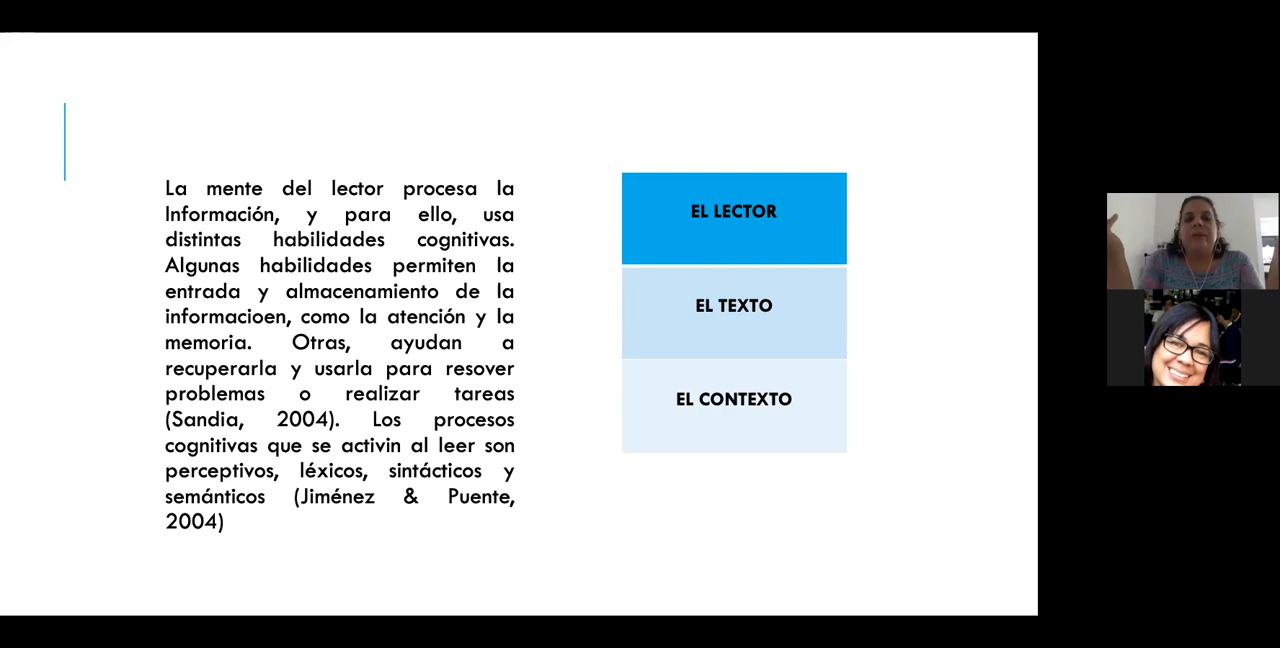 La mente del lector procesa la
Información, y para ello, usa
distintas habilidades cognitivas.
Algunas habilidades permiten la
entrada y almacenamiento de la
informacioen, como la atención y la
memoria. Otras, ayudan a
recuperarla y usarla para resover
problemas o realizar tareas
(Sandia, 2004). Los procesos
cognitivas que se activin al leer son
perceptivos, léxicos, sintácticos y
semánticos (Jiménez & Puente,
2004)
EL LECTOR
EL TEXTO
EL CONTEXTO